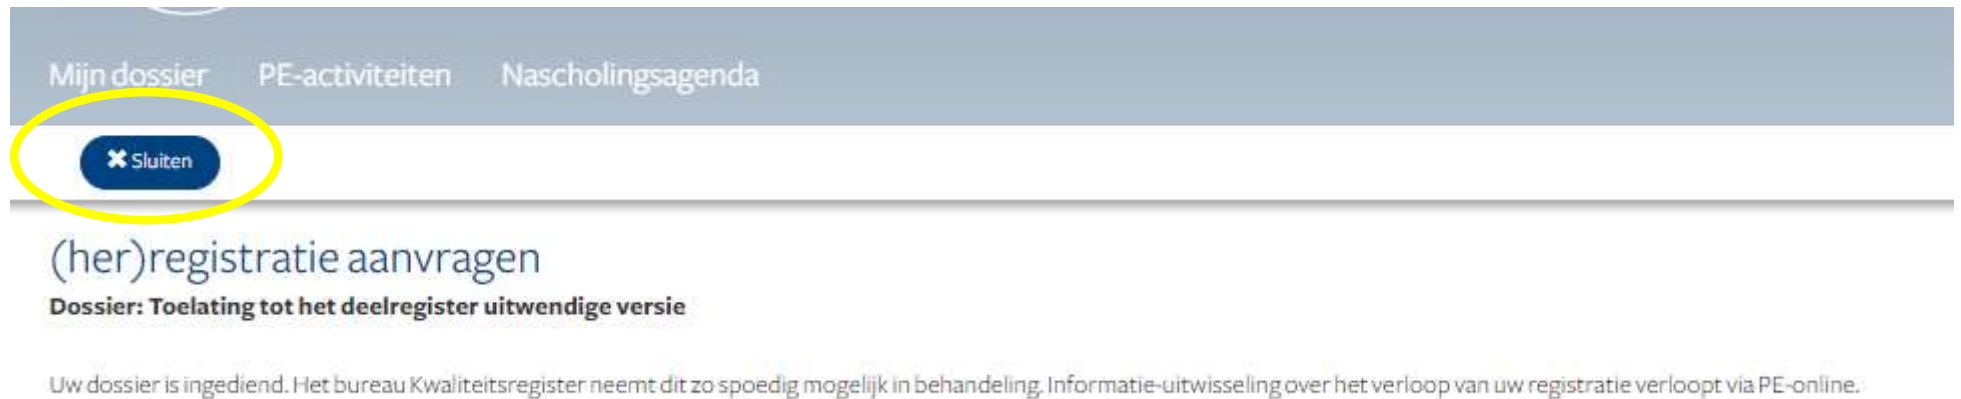 Mijn dossier PE-activiteiten Nascholingsagenda
✖ Sluiten
(her)registratie aanvragen
Dossier: Toelating tot het deelregister uitwendige versie
Uw dossier is ingediend. Het bureau Kwaliteitsregister neemt dit zo spoedig mogelijk in behandeling. Informatie-uitwisseling over het verloop van uw registratie verloopt via PE-online.